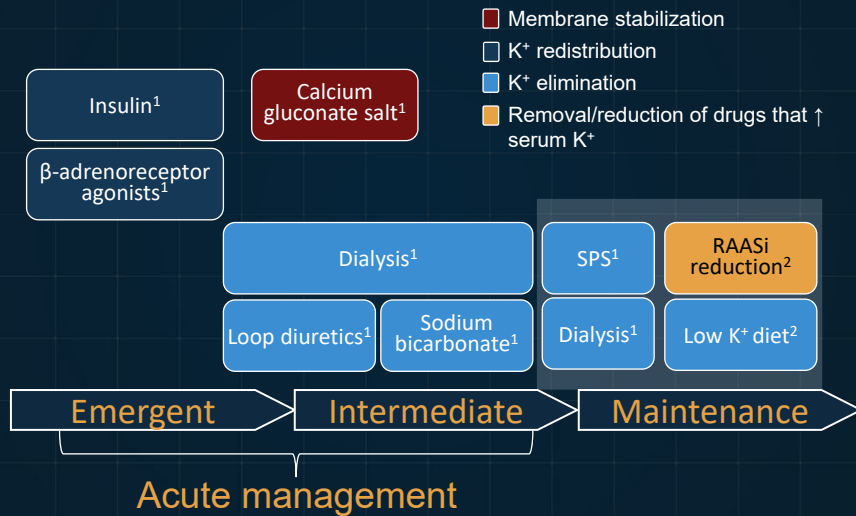 Membrane stabilization
K⁺ redistribution
K⁺ elimination
Removal/reduction of drugs that ↑
serum K⁺
Insulin¹
Calcium
gluconate salt¹
β-adrenoreceptor
agonists¹
Dialysis¹
SPS¹
RAASi
reduction²
Loop diuretics¹
Sodium
bicarbonate¹
Dialysis¹
Low K⁺ diet²
Emergent
Intermediate
Maintenance
Acute management